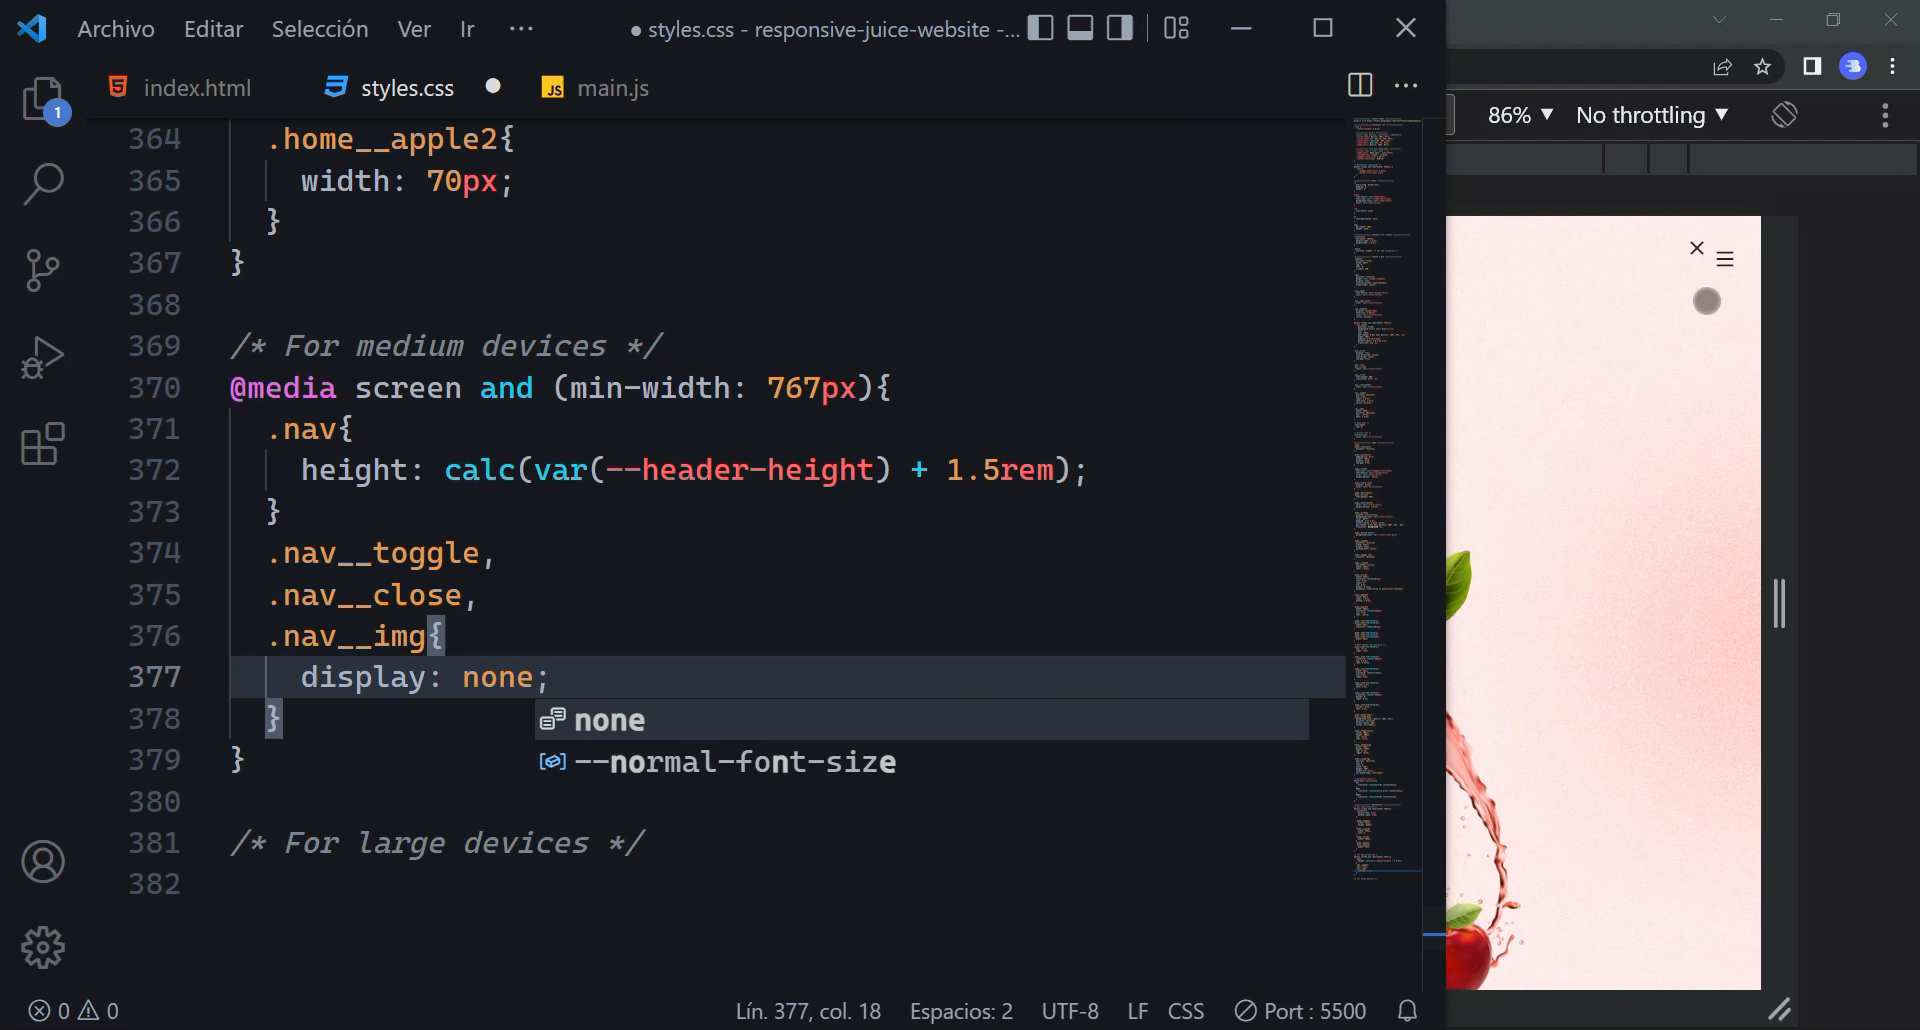 Archivo Editar Selección Ver Ir ··· ● styles.css - responsive-juice-website -...
index.html styles.css main.js
86% ▼ No throttling ▼
1
364 .home__apple2{
365 width: 70px;
366 }
367 }
368
369 /* For medium devices */
370 @media screen and (min-width: 767px){
371 .nav{
372 height: calc(var(--header-height) + 1.5rem);
373 }
374 .nav__toggle,
375 .nav__close,
376 .nav__img{
377 display: none;
378 }
none
379 }
--normal-font-size
380
381 /* For large devices */
382
0 0 Lín. 377, col. 18 Espacios: 2 UTF-8 LF CSS Port : 5500